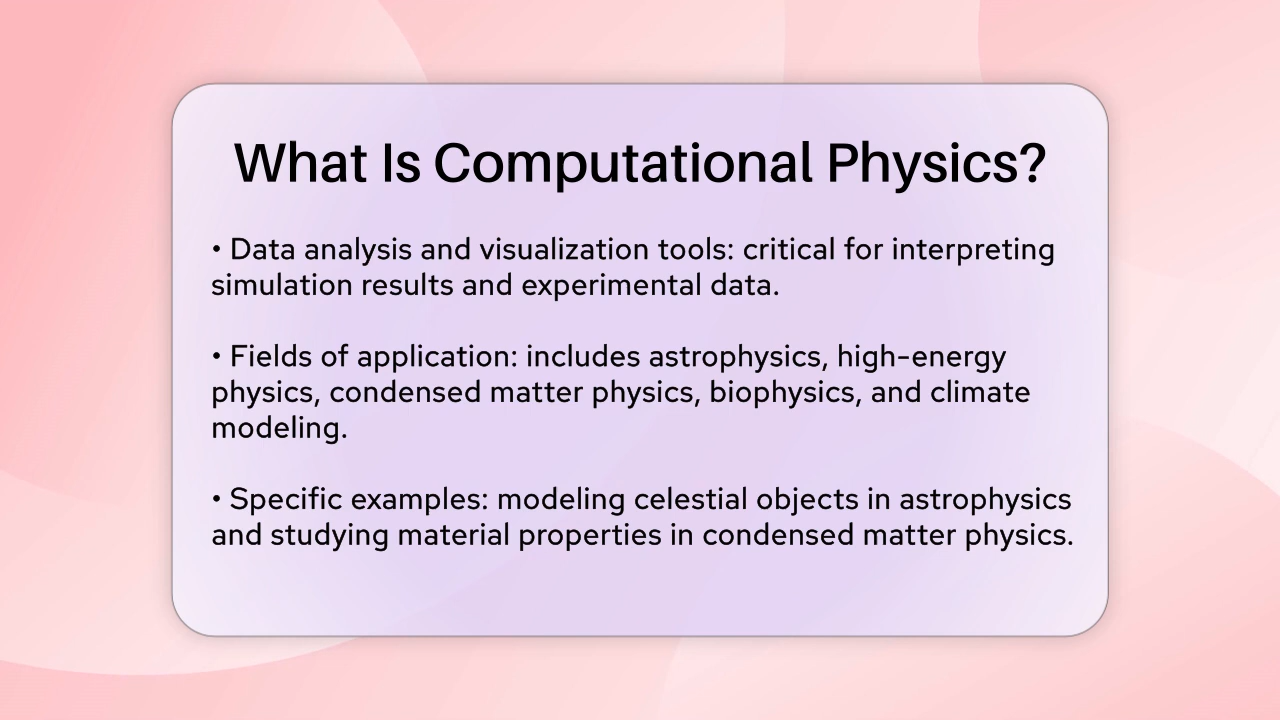 What Is Computational Physics?
• Data analysis and visualization tools: critical for interpreting
simulation results and experimental data.
• Fields of application: includes astrophysics, high-energy
physics, condensed matter physics, biophysics, and climate
modeling.
• Specific examples: modeling celestial objects in astrophysics
and studying material properties in condensed matter physics.